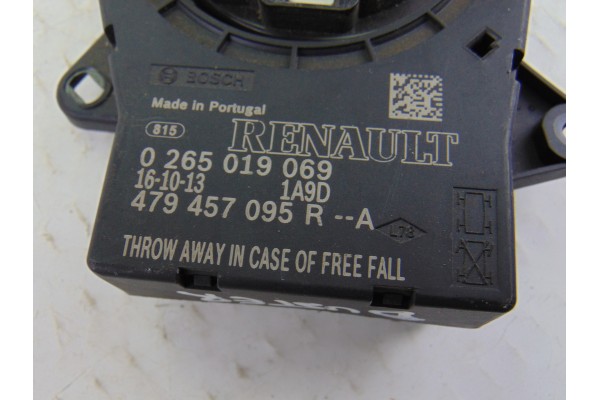 BOSCH
Made in Portugal
815
RENAULT
0 265 019 069
16-10-13 1A9D
479 457 095 R --A
L78
THROW AWAY IN CASE OF FREE FALL